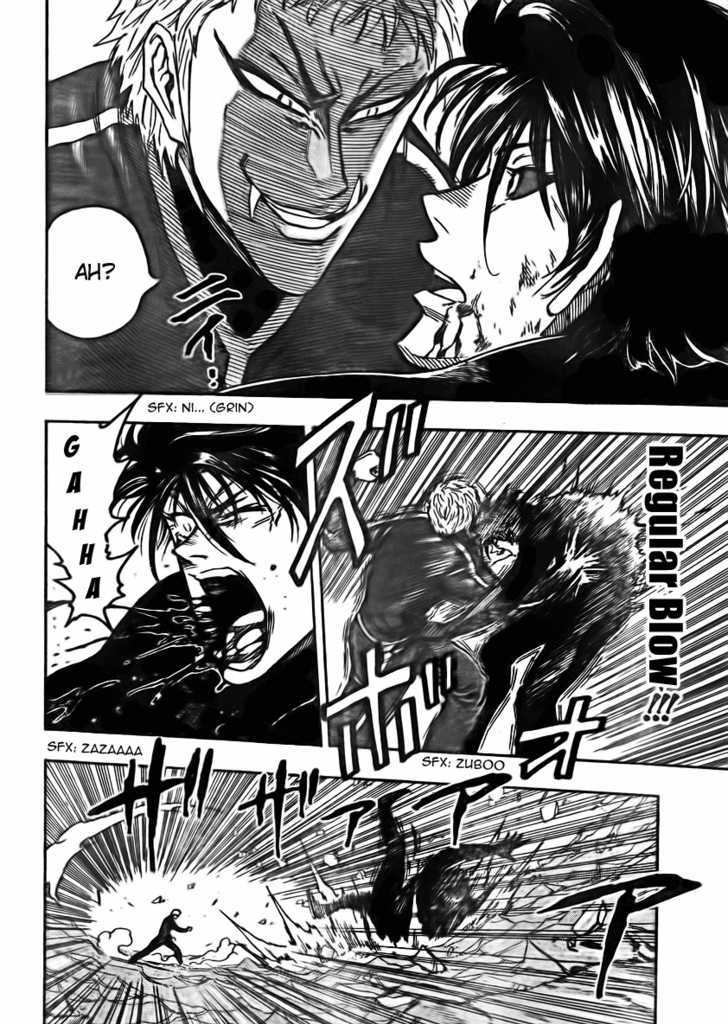 AH?
ニィ…
SFX: NI... (GRIN)
Regular Blow!!!
ズボオ
SFX: ZUBOO
GAHHA
SFX: ZAZAAAA
ザザァアア